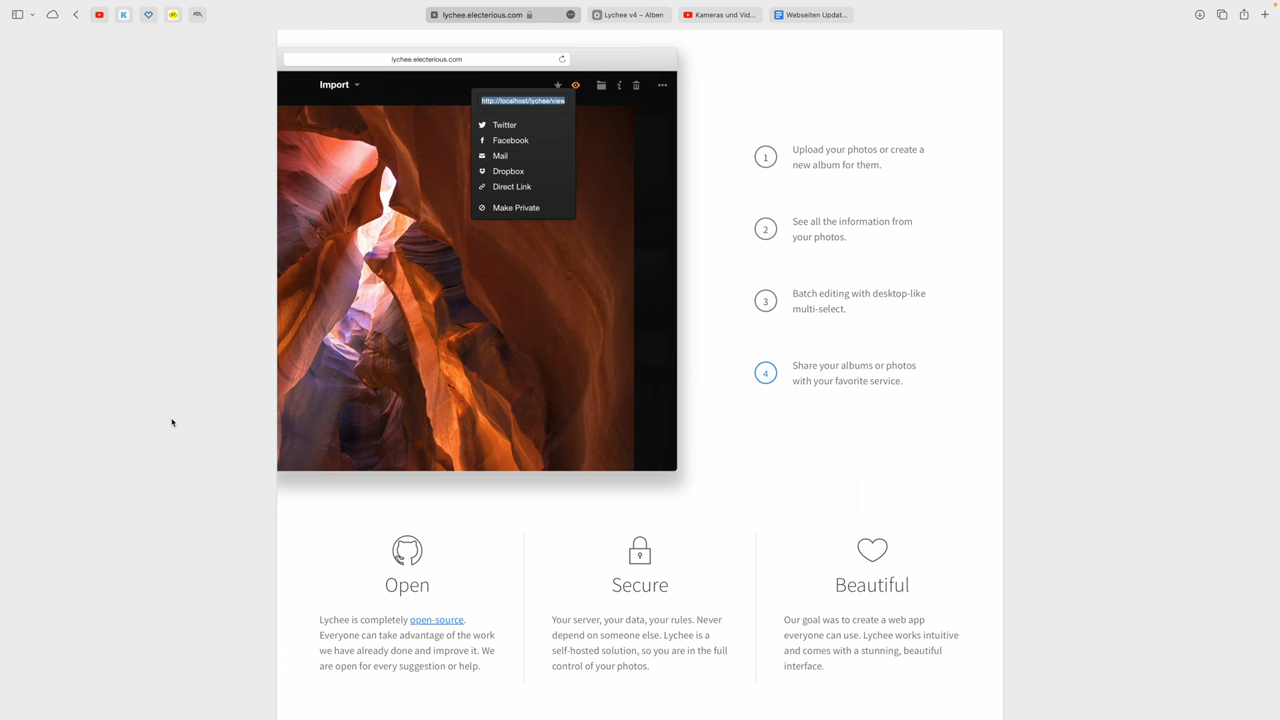 lychee.electerious.com
Lychee v4 – Alben
Kameras und Vid...
Webseiten Updat...
lychee.electerious.com
Import
http://localhost/lychee/view
Twitter
Facebook
Mail
Dropbox
Direct Link
Make Private
1
Upload your photos or create a
new album for them.
2
See all the information from
your photos.
3
Batch editing with desktop-like
multi-select.
4
Share your albums or photos
with your favorite service.
Open
Lychee is completely open-source.
Everyone can take advantage of the work
we have already done and improve it. We
are open for every suggestion or help.
Secure
Your server, your data, your rules. Never
depend on someone else. Lychee is a
self-hosted solution, so you are in the full
control of your photos.
Beautiful
Our goal was to create a web app
everyone can use. Lychee works intuitive
and comes with a stunning, beautiful
interface.